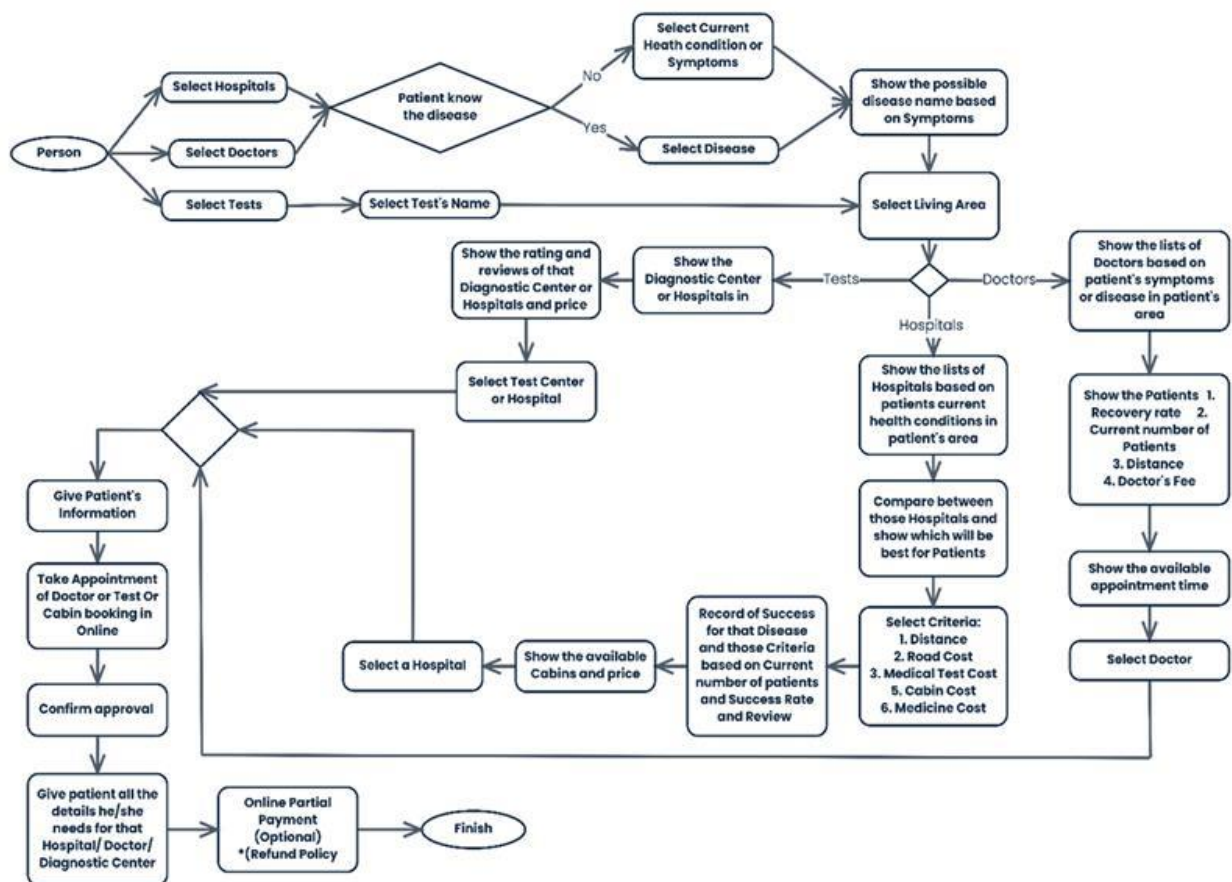 Select Current
Heath condition or
Symptoms
No
Select Hospitals
Patient know
the disease
Show the possible
disease name based
on Symptoms
Yes
Person
Select Doctors
Select Disease
Select Tests
Select Test's Name
Select Living Area
Show the rating and
reviews of that
Diagnostic Center or
Hospitals and price
Show the
Diagnostic Center
or Hospitals in
Tests
Doctors
Show the lists of
Doctors based on
patient's symptoms
or disease in patient's
area
Hospitals
Select Test Center
or Hospital
Show the lists of
Hospitals based on
patients current
health conditions in
patient's area
Show the Patients 1.
Recovery rate 2.
Current number of
Patients
3. Distance
4. Doctor's Fee
Give Patient's
Information
Compare between
those Hospitals and
show which will be
best for Patients
Show the available
appointment time
Take Appointment
of Doctor or Test Or
Cabin booking in
Online
Select a Hospital
Show the available
Cabins and price
Record of Success
for that Disease
and those Criteria
based on Current
number of patients
and Success Rate
and Review
Select Criteria:
1. Distance
2. Road Cost
3. Medical Test Cost
5. Cabin Cost
6. Medicine Cost
Select Doctor
Confirm approval
Give patient all the
details he/she
needs for that
Hospital/ Doctor/
Diagnostic Center
Online Partial
Payment
(Optional)
*(Refund Policy
Finish